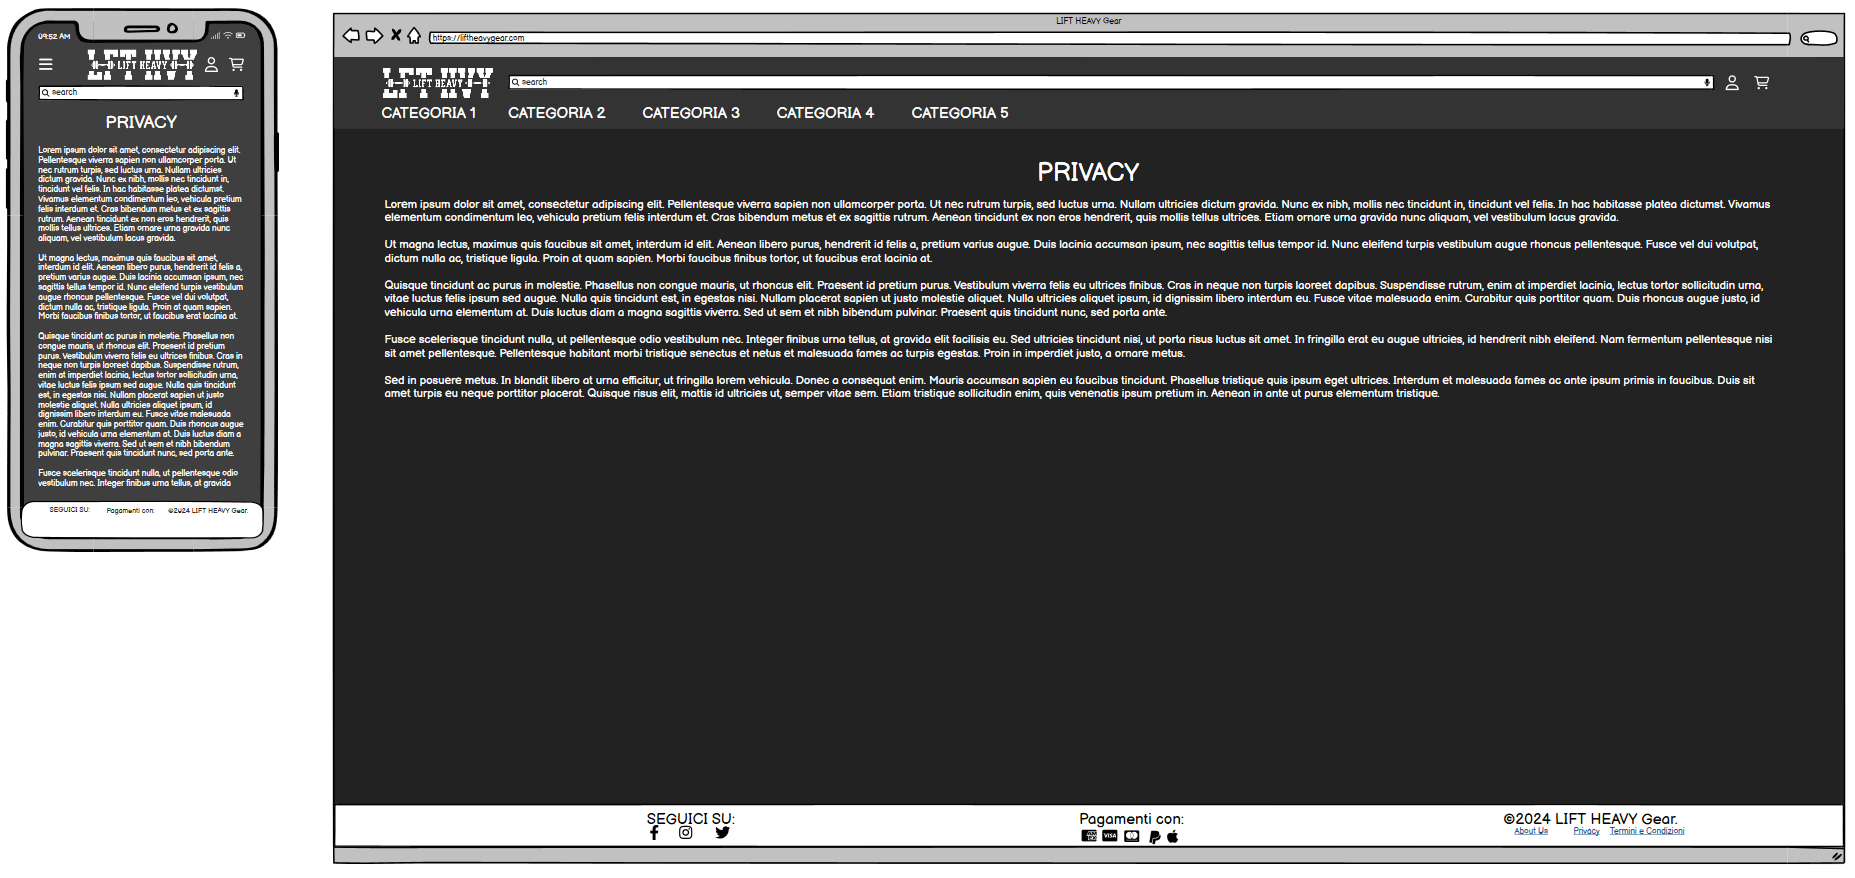 09:52 AM
LIFT HVY
LIFT HEAVY
search
PRIVACY
Lorem ipsum dolor sit amet, consectetur adipiscing elit.
Pellentesque viverra sapien non ullamcorper porta. Ut
nec rutrum turpis, sed luctus urna. Nullam ultricies
dictum gravida. Nunc ex nibh, mollis nec tincidunt in,
tincidunt vel felis. In hac habitasse platea dictumst.
Vivamus elementum condimentum leo, vehicula pretium
felis interdum et. Cras bibendum metus et ex sagittis
rutrum. Aenean tincidunt ex non eros hendrerit, quis
mollis tellus ultrices. Etiam ornare urna gravida nunc
aliquam, vel vestibulum lacus gravida.
Ut magna lectus, maximus quis faucibus sit amet,
interdum id elit. Aenean libero purus, hendrerit id felis a,
pretium varius augue. Duis lacinia accumsan ipsum, nec
sagittis tellus tempor id. Nunc eleifend turpis vestibulum
augue rhoncus pellentesque. Fusce vel dui volutpat,
dictum nulla ac, tristique ligula. Proin at quam sapien.
Morbi faucibus finibus tortor, ut faucibus erat lacinia at.
Quisque tincidunt ac purus in molestie. Phasellus non
congue mauris, ut rhoncus elit. Praesent id pretium
purus. Vestibulum viverra felis eu ultrices finibus. Cras in
neque non turpis laoreet dapibus. Suspendisse rutrum,
enim at imperdiet lacinia, lectus tortor sollicitudin urna,
vitae luctus felis ipsum sed augue. Nulla quis tincidunt
est, in egestas nisi. Nullam placerat sapien ut justo
molestie aliquet. Nulla ultricies aliquet ipsum, id
dignissim libero interdum eu. Fusce vitae malesuada
enim. Curabitur quis porttitor quam. Duis rhoncus augue
justo, id vehicula urna elementum at. Duis luctus diam a
magna sagittis viverra. Sed ut sem et nibh bibendum
pulvinar. Praesent quis tincidunt nunc, sed porta ante.
Fusce scelerisque tincidunt nulla, ut pellentesque odio
vestibulum nec. Integer finibus urna tellus, at gravida
SEGUICI SU: Pagamenti con: ©2024 LIFT HEAVY Gear.
LIFT HEAVY Gear
https://liftheavygear.com
LIFT HVY
LIFT HEAVY
search
CATEGORIA 1 CATEGORIA 2 CATEGORIA 3 CATEGORIA 4 CATEGORIA 5
PRIVACY
Lorem ipsum dolor sit amet, consectetur adipiscing elit. Pellentesque viverra sapien non ullamcorper porta. Ut nec rutrum turpis, sed luctus urna. Nullam ultricies dictum gravida. Nunc ex nibh, mollis nec tincidunt in, tincidunt vel felis. In hac habitasse platea dictumst. Vivamus
elementum condimentum leo, vehicula pretium felis interdum et. Cras bibendum metus et ex sagittis rutrum. Aenean tincidunt ex non eros hendrerit, quis mollis tellus ultrices. Etiam ornare urna gravida nunc aliquam, vel vestibulum lacus gravida.
Ut magna lectus, maximus quis faucibus sit amet, interdum id elit. Aenean libero purus, hendrerit id felis a, pretium varius augue. Duis lacinia accumsan ipsum, nec sagittis tellus tempor id. Nunc eleifend turpis vestibulum augue rhoncus pellentesque. Fusce vel dui volutpat,
dictum nulla ac, tristique ligula. Proin at quam sapien. Morbi faucibus finibus tortor, ut faucibus erat lacinia at.
Quisque tincidunt ac purus in molestie. Phasellus non congue mauris, ut rhoncus elit. Praesent id pretium purus. Vestibulum viverra felis eu ultrices finibus. Cras in neque non turpis laoreet dapibus. Suspendisse rutrum, enim at imperdiet lacinia, lectus tortor sollicitudin urna,
vitae luctus felis ipsum sed augue. Nulla quis tincidunt est, in egestas nisi. Nullam placerat sapien ut justo molestie aliquet. Nulla ultricies aliquet ipsum, id dignissim libero interdum eu. Fusce vitae malesuada enim. Curabitur quis porttitor quam. Duis rhoncus augue justo, id
vehicula urna elementum at. Duis luctus diam a magna sagittis viverra. Sed ut sem et nibh bibendum pulvinar. Praesent quis tincidunt nunc, sed porta ante.
Fusce scelerisque tincidunt nulla, ut pellentesque odio vestibulum nec. Integer finibus urna tellus, at gravida elit facilisis eu. Sed ultricies tincidunt nisi, ut porta risus luctus sit amet. In fringilla erat eu augue ultricies, id hendrerit nibh eleifend. Nam fermentum pellentesque nisi
sit amet pellentesque. Pellentesque habitant morbi tristique senectus et netus et malesuada fames ac turpis egestas. Proin in imperdiet justo, a ornare metus.
Sed in posuere metus. In blandit libero at urna efficitur, ut fringilla lorem vehicula. Donec a consequat enim. Mauris accumsan sapien eu faucibus tincidunt. Phasellus tristique quis ipsum eget ultrices. Interdum et malesuada fames ac ante ipsum primis in faucibus. Duis sit
amet turpis eu neque porttitor placerat. Quisque risus elit, mattis id ultricies ut, semper vitae sem. Etiam tristique sollicitudin enim, quis venenatis ipsum pretium in. Aenean in ante ut purus elementum tristique.
SEGUICI SU: Pagamenti con: ©2024 LIFT HEAVY Gear.
VISA
About Us Privacy Termini e Condizioni